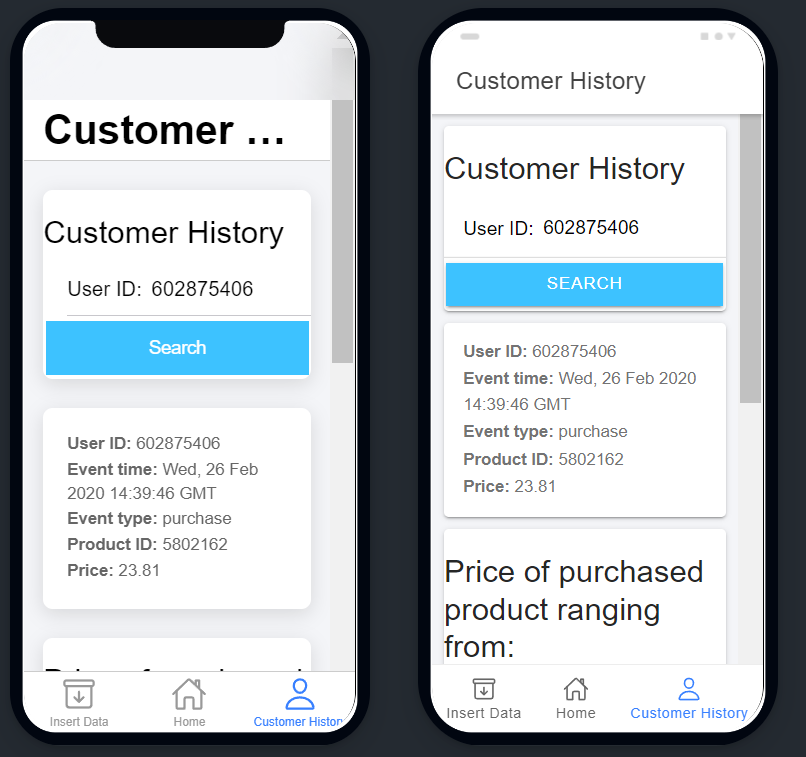 Customer ...
Customer History
User ID: 602875406
Search
User ID: 602875406
Event time: Wed, 26 Feb
2020 14:39:46 GMT
Event type: purchase
Product ID: 5802162
Price: 23.81
Insert Data
Home
Customer History
Customer History
Customer History
User ID: 602875406
SEARCH
User ID: 602875406
Event time: Wed, 26 Feb 2020
14:39:46 GMT
Event type: purchase
Product ID: 5802162
Price: 23.81
Price of purchased
product ranging
from:
Insert Data
Home
Customer History